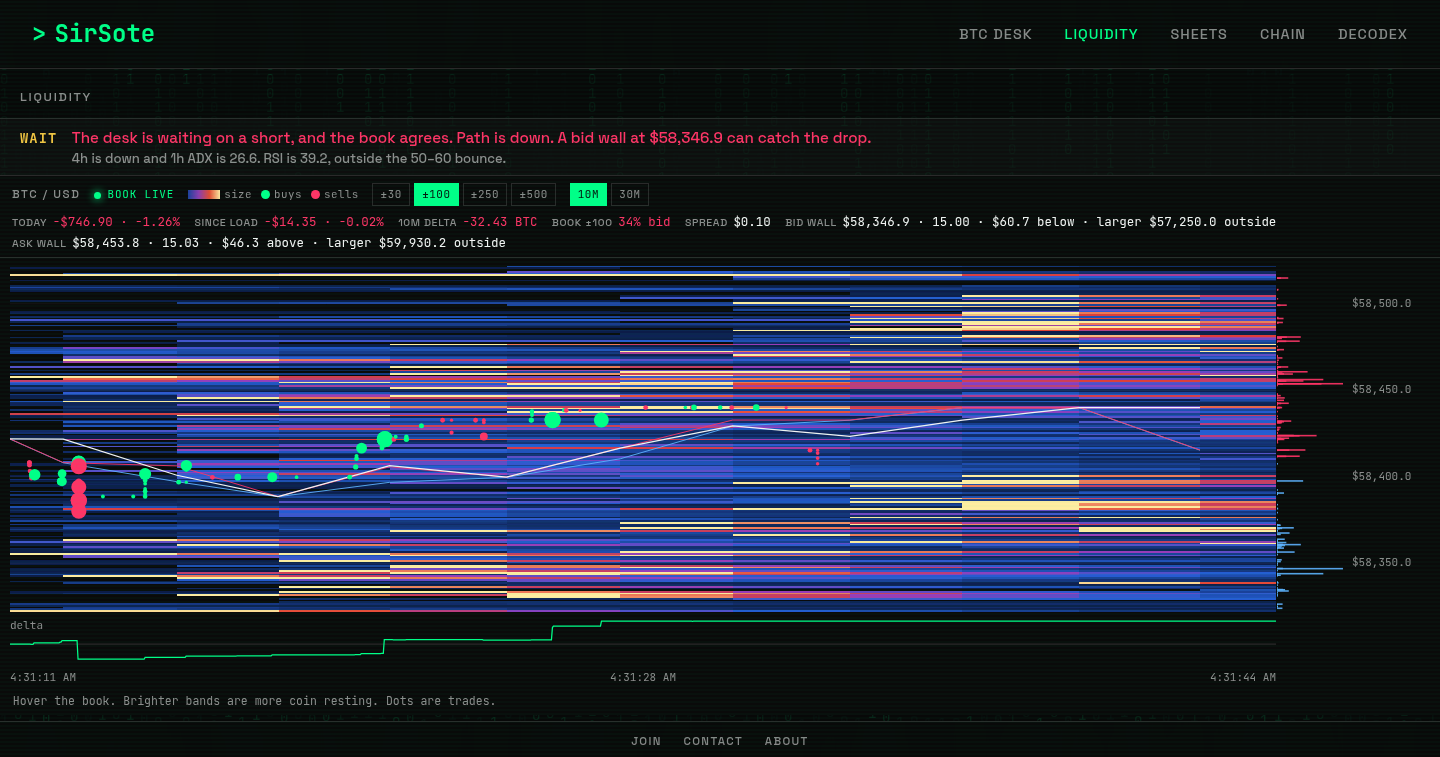 > SirSote
BTC DESK LIQUIDITY SHEETS CHAIN DECODEX
LIQUIDITY
WAIT The desk is waiting on a short, and the book agrees. Path is down. A bid wall at $58,346.9 can catch the drop.
4h is down and 1h ADX is 26.6. RSI is 39.2, outside the 50–60 bounce.
BTC / USD BOOK LIVE size buys sells ±30 ±100 ±250 ±500 10M 30M
TODAY -$746.90 · -1.26% SINCE LOAD -$14.35 · -0.02% 10M DELTA -32.43 BTC BOOK ±100 34% bid SPREAD $0.10 BID WALL $58,346.9 · 15.00 · $60.7 below · larger $57,250.0 outside
ASK WALL $58,453.8 · 15.03 · $46.3 above · larger $59,930.2 outside
$58,500.0
$58,450.0
$58,400.0
$58,350.0
delta
4:31:11 AM 4:31:28 AM 4:31:44 AM
Hover the book. Brighter bands are more coin resting. Dots are trades.
JOIN CONTACT ABOUT